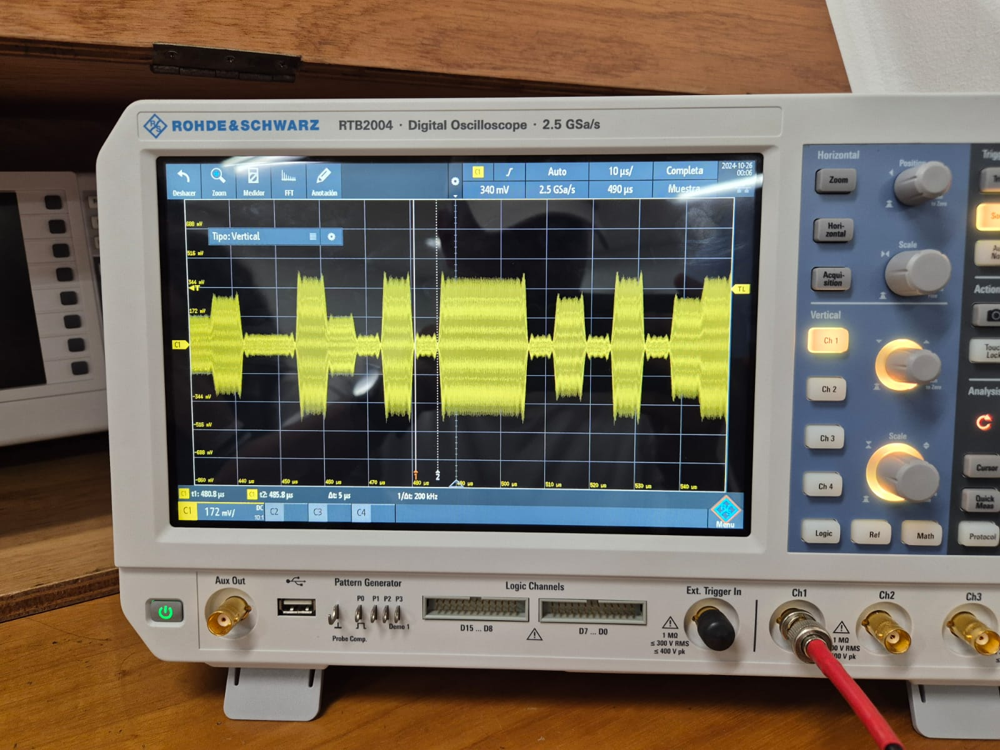 ROHDE&SCHWARZ RTB2004 · Digital Oscilloscope · 2.5 GSa/s
Deshacer Zoom Medidor FFT Anotación
C1 Auto 10 µs/ Completa
340 mV 2.5 GSa/s 490 µs Muestra
2024-10-26
00:06
Tipo: Vertical
688 mV
516 mV
344 mV
172 mV
-344 mV
-516 mV
-688 mV
-860 mV
T
TL
C1
1
2
440 µs 450 µs 460 µs 470 µs 480 µs 490 µs 500 µs 510 µs 520 µs 530 µs 540 µs
C1 t1: 480.8 µs C1 t2: 485.8 µs Δt: 5 µs 1/Δt: 200 kHz
C1 172 mV/ DC 10:1 C2 C3 C4
Menu
Horizontal
Position
Zoom
to Zero
Hori-
zontal
Scale
Acqui-
sition
Vertical
Ch 1
to Zero
Ch 2
Ch 3
Scale
Ch 4
Logic Ref Math
Touch
Lock
Analysis
Cursor
Quick
Meas
Protocol
Aux Out
Pattern Generator
P0 P1 P2 P3
Demo 1
Probe Comp.
Logic Channels
D15 ... D8
D7 ... D0
Ext. Trigger In
1 MΩ
≤ 300 V RMS
≤ 400 V pk
Ch1
1 MΩ
Ch2
Ch3